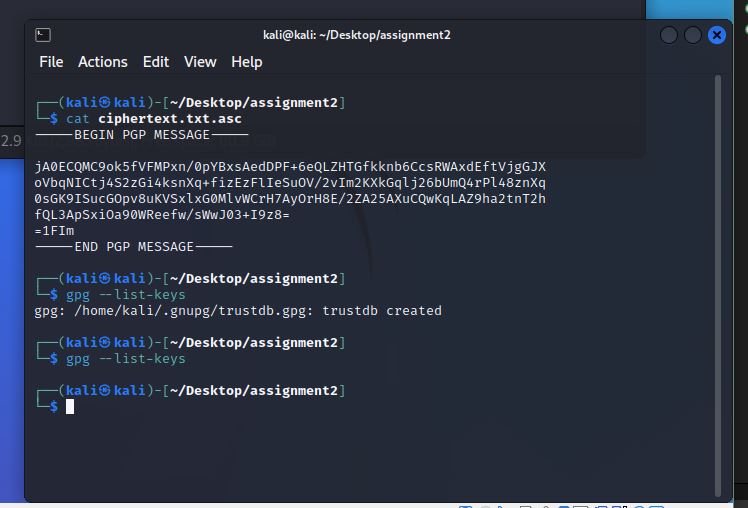 kali@kali: ~/Desktop/assignment2
File Actions Edit View Help
┌──(kali㉿kali)-[~/Desktop/assignment2]
└─$ cat ciphertext.txt.asc
-----BEGIN PGP MESSAGE-----
2.9
jA0ECQMC9ok5fVFMPxn/0pYBxsAedDPF+6eQLZHTGfkknb6CcsRWAxdEftVjgGJX
oVbqNICtj4S2zGi4ksnXq+fizEzFlIeSuOV/2vIm2KXkGqlj26bUmQ4rPl48znXq
0sGK9ISucGOpv8uKVSxlxG0MlvWCrH7AyOrH8E/2ZA25AXuCQwKqLAZ9ha2tnT2h
fQL3ApSxiOa90WReefw/sWwJ03+I9z8=
=1FIm
-----END PGP MESSAGE-----
┌──(kali㉿kali)-[~/Desktop/assignment2]
└─$ gpg --list-keys
gpg: /home/kali/.gnupg/trustdb.gpg: trustdb created
┌──(kali㉿kali)-[~/Desktop/assignment2]
└─$ gpg --list-keys
┌──(kali㉿kali)-[~/Desktop/assignment2]
└─$